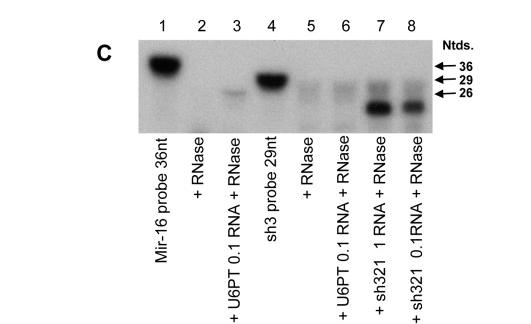 C
1 2 3 4 5 6 7 8
Ntds.
36
29
26
Mir-16 probe 36nt
+ RNase
+ U6PT 0.1 RNA + RNase
sh3 probe 29nt
+ RNase
+ U6PT 0.1 RNA + RNase
+ sh321 1 RNA + RNase
+ sh321 0.1RNA + RNase